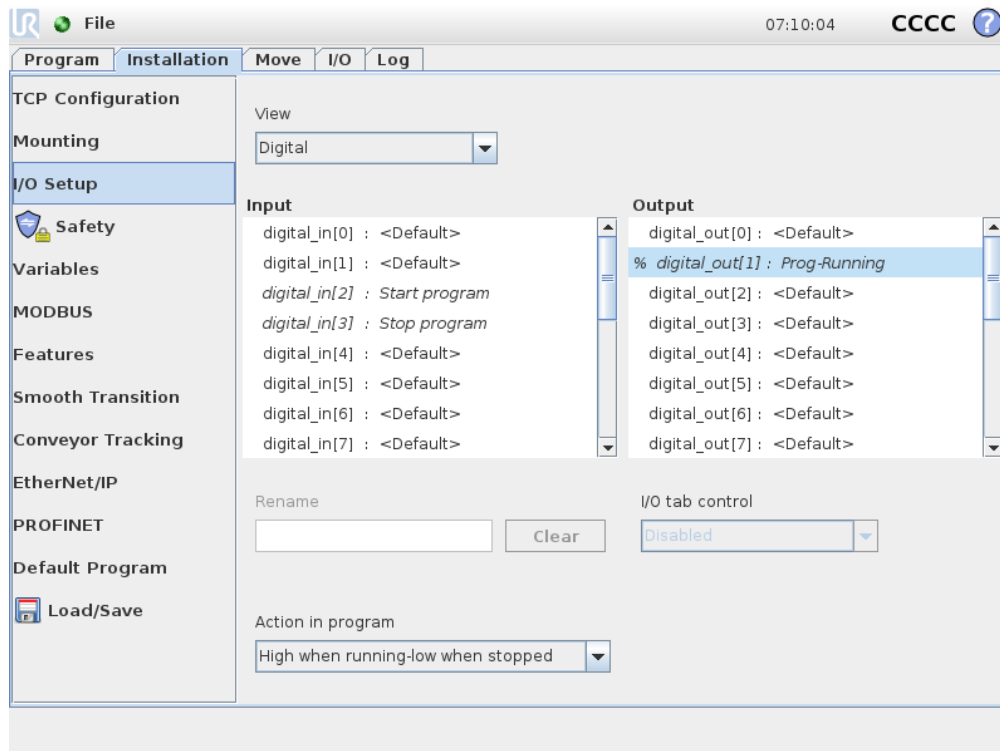 UR File 07:10:04 CCCC ?
Program Installation Move I/O Log
TCP Configuration
Mounting
I/O Setup
Safety
Variables
MODBUS
Features
Smooth Transition
Conveyor Tracking
EtherNet/IP
PROFINET
Default Program
Load/Save
View
Digital
Input
digital_in[0] : <Default>
digital_in[1] : <Default>
digital_in[2] : Start program
digital_in[3] : Stop program
digital_in[4] : <Default>
digital_in[5] : <Default>
digital_in[6] : <Default>
digital_in[7] : <Default>
Output
digital_out[0] : <Default>
% digital_out[1] : Prog-Running
digital_out[2] : <Default>
digital_out[3] : <Default>
digital_out[4] : <Default>
digital_out[5] : <Default>
digital_out[6] : <Default>
digital_out[7] : <Default>
Rename
Clear
I/O tab control
Disabled
Action in program
High when running-low when stopped